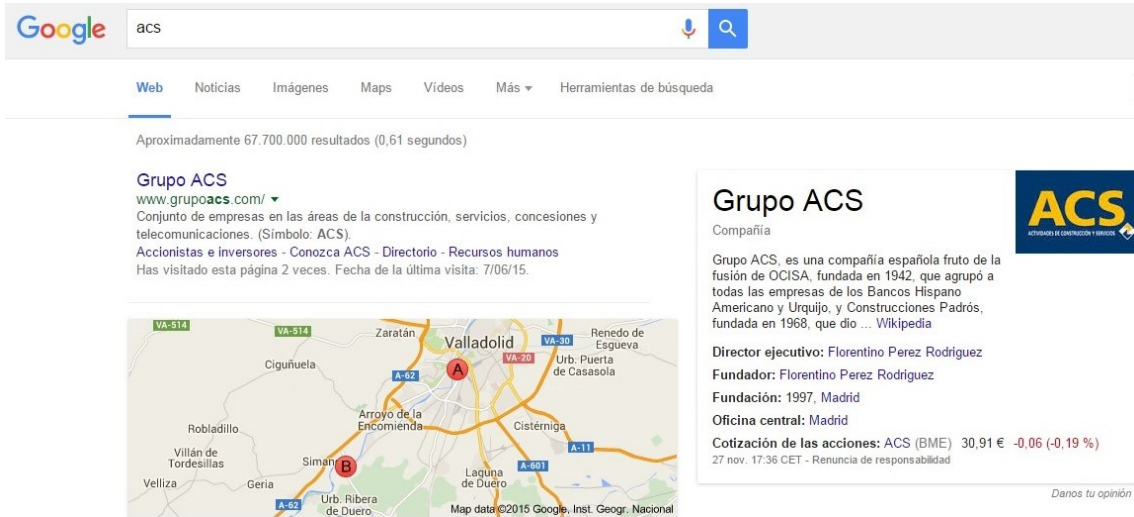 Google
acs
Web Noticias Imágenes Maps Vídeos Más Herramientas de búsqueda
Aproximadamente 67.700.000 resultados (0,61 segundos)
Grupo ACS
www.grupoacs.com/
Conjunto de empresas en las áreas de la construcción, servicios, concesiones y
telecomunicaciones. (Símbolo: ACS).
Accionistas e inversores - Conozca ACS - Directorio - Recursos humanos
Has visitado esta página 2 veces. Fecha de la última visita: 7/06/15.
VA-514
VA-514
Zaratán
Valladolid
VA-30
Renedo de
Esgueva
Ciguñuela
A-62
A
VA-20
Urb. Puerta
de Casasola
Arroyo de la
Encomienda
Cistérniga
Robladillo
A-11
Villán de
Tordesillas
Siman
B
Laguna
de Duero
A-601
Velliza
Geria
A-62
Urb. Ribera
de Duero
Map data ©2015 Google, Inst. Geogr. Nacional
Grupo ACS
Compañía
ACS
ACTIVIDADES DE CONSTRUCCIÓN Y SERVICIOS
Grupo ACS, es una compañía española fruto de la
fusión de OCISA, fundada en 1942, que agrupó a
todas las empresas de los Bancos Hispano
Americano y Urquijo, y Construcciones Padrós,
fundada en 1968, que dio ... Wikipedia
Director ejecutivo: Florentino Perez Rodriguez
Fundador: Florentino Perez Rodriguez
Fundación: 1997, Madrid
Oficina central: Madrid
Cotización de las acciones: ACS (BME) 30,91 € -0,06 (-0,19 %)
27 nov. 17:36 CET - Renuncia de responsabilidad
Danos tu opinión